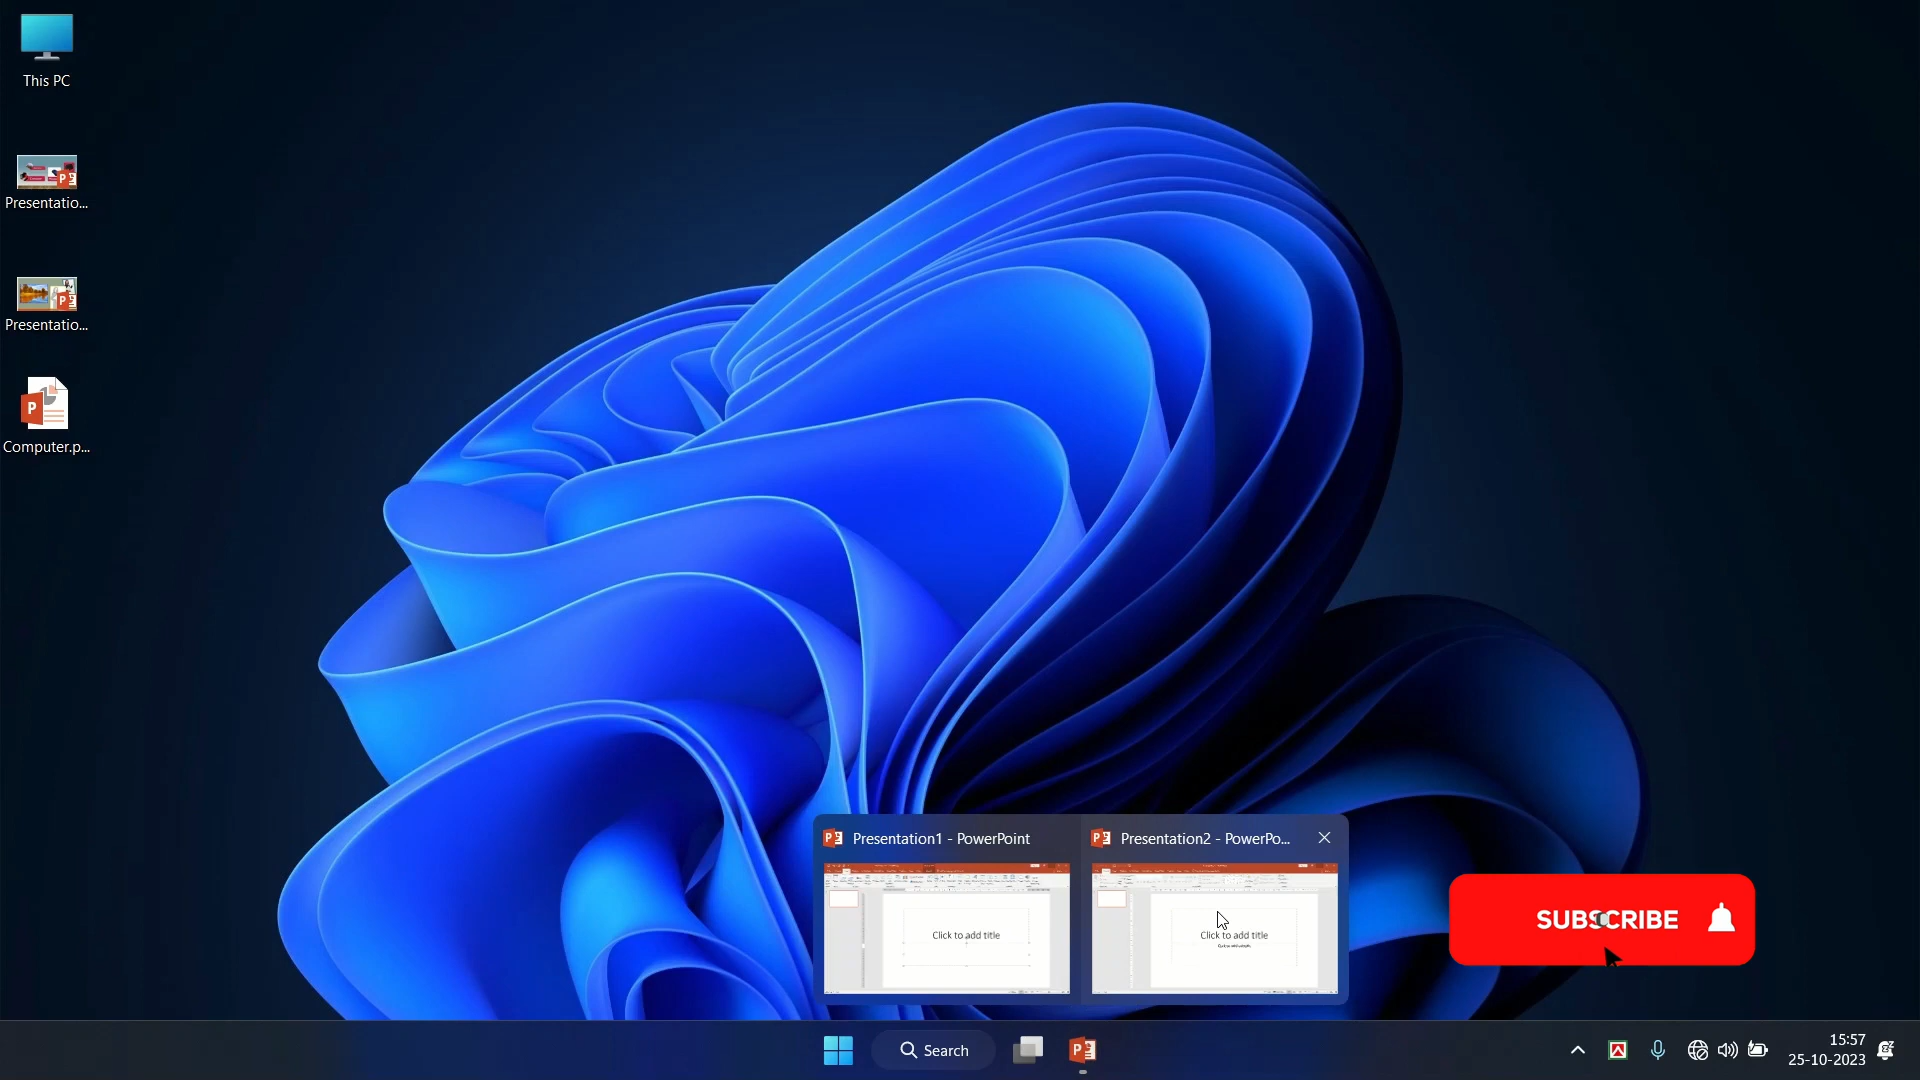 This PC
Presentatio...
Presentatio...
Computer.p...
Presentation1 - PowerPoint
Presentation2 - PowerPo...
Click to add title
Click to add title
SUBSCRIBE
Search
15:57
25-10-2023